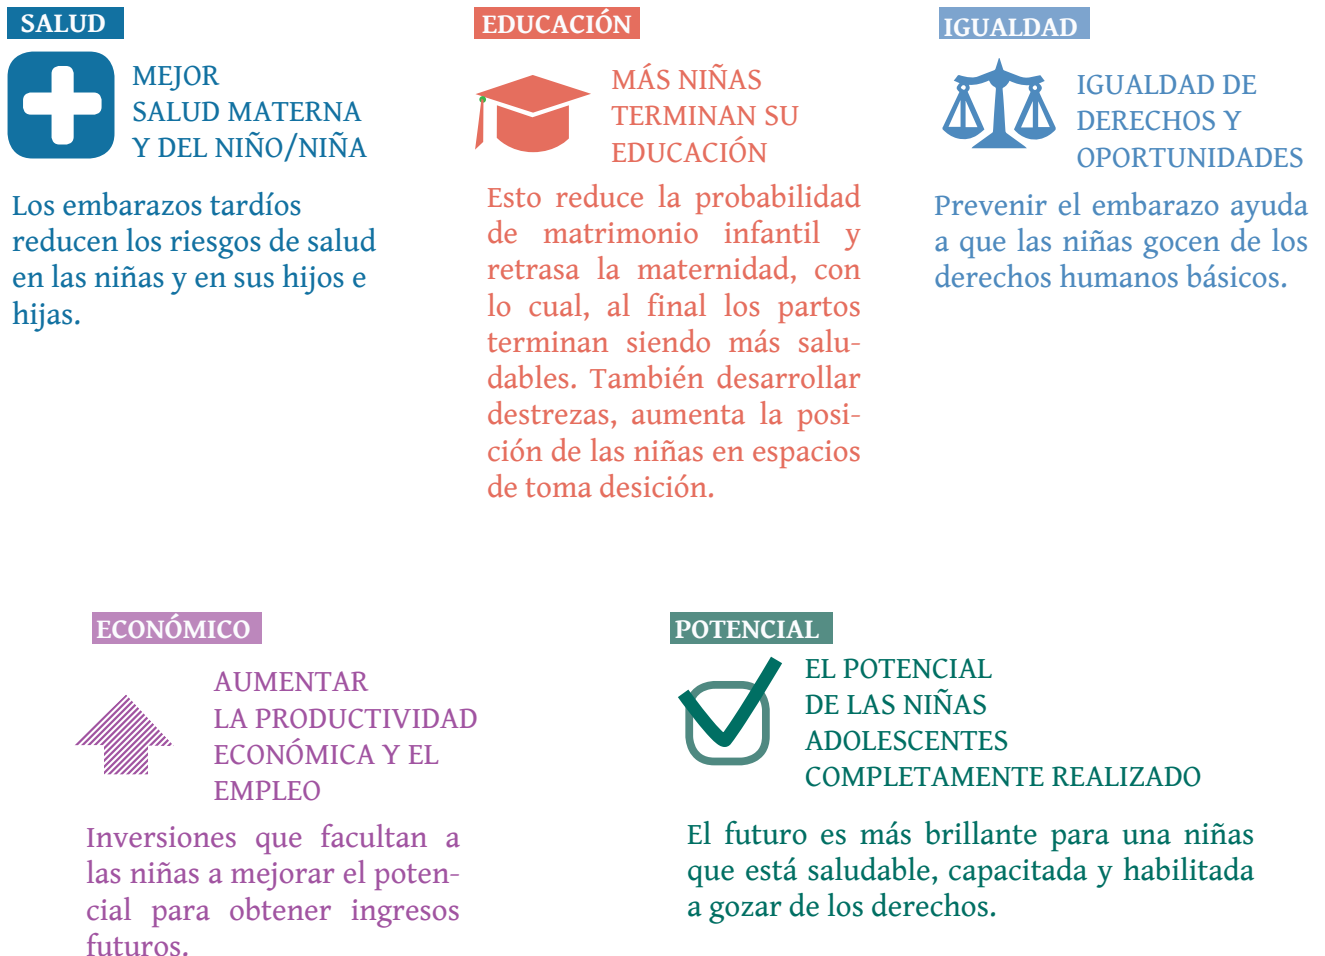 SALUD
MEJOR
SALUD MATERNA
Y DEL NIÑO/NIÑA
Los embarazos tardíos
reducen los riesgos de salud
en las niñas y en sus hijos e
hijas.
EDUCACIÓN
MÁS NIÑAS
TERMINAN SU
EDUCACIÓN
Esto reduce la probabilidad
de matrimonio infantil y
retrasa la maternidad, con
lo cual, al final los partos
terminan siendo más salu-
dables. También desarrollar
destrezas, aumenta la posi-
ción de las niñas en espacios
de toma desición.
IGUALDAD
IGUALDAD DE
DERECHOS Y
OPORTUNIDADES
Prevenir el embarazo ayuda
a que las niñas gocen de los
derechos humanos básicos.
ECONÓMICO
AUMENTAR
LA PRODUCTIVIDAD
ECONÓMICA Y EL
EMPLEO
Inversiones que facultan a
las niñas a mejorar el poten-
cial para obtener ingresos
futuros.
POTENCIAL
EL POTENCIAL
DE LAS NIÑAS
ADOLESCENTES
COMPLETAMENTE REALIZADO
El futuro es más brillante para una niñas
que está saludable, capacitada y habilitada
a gozar de los derechos.